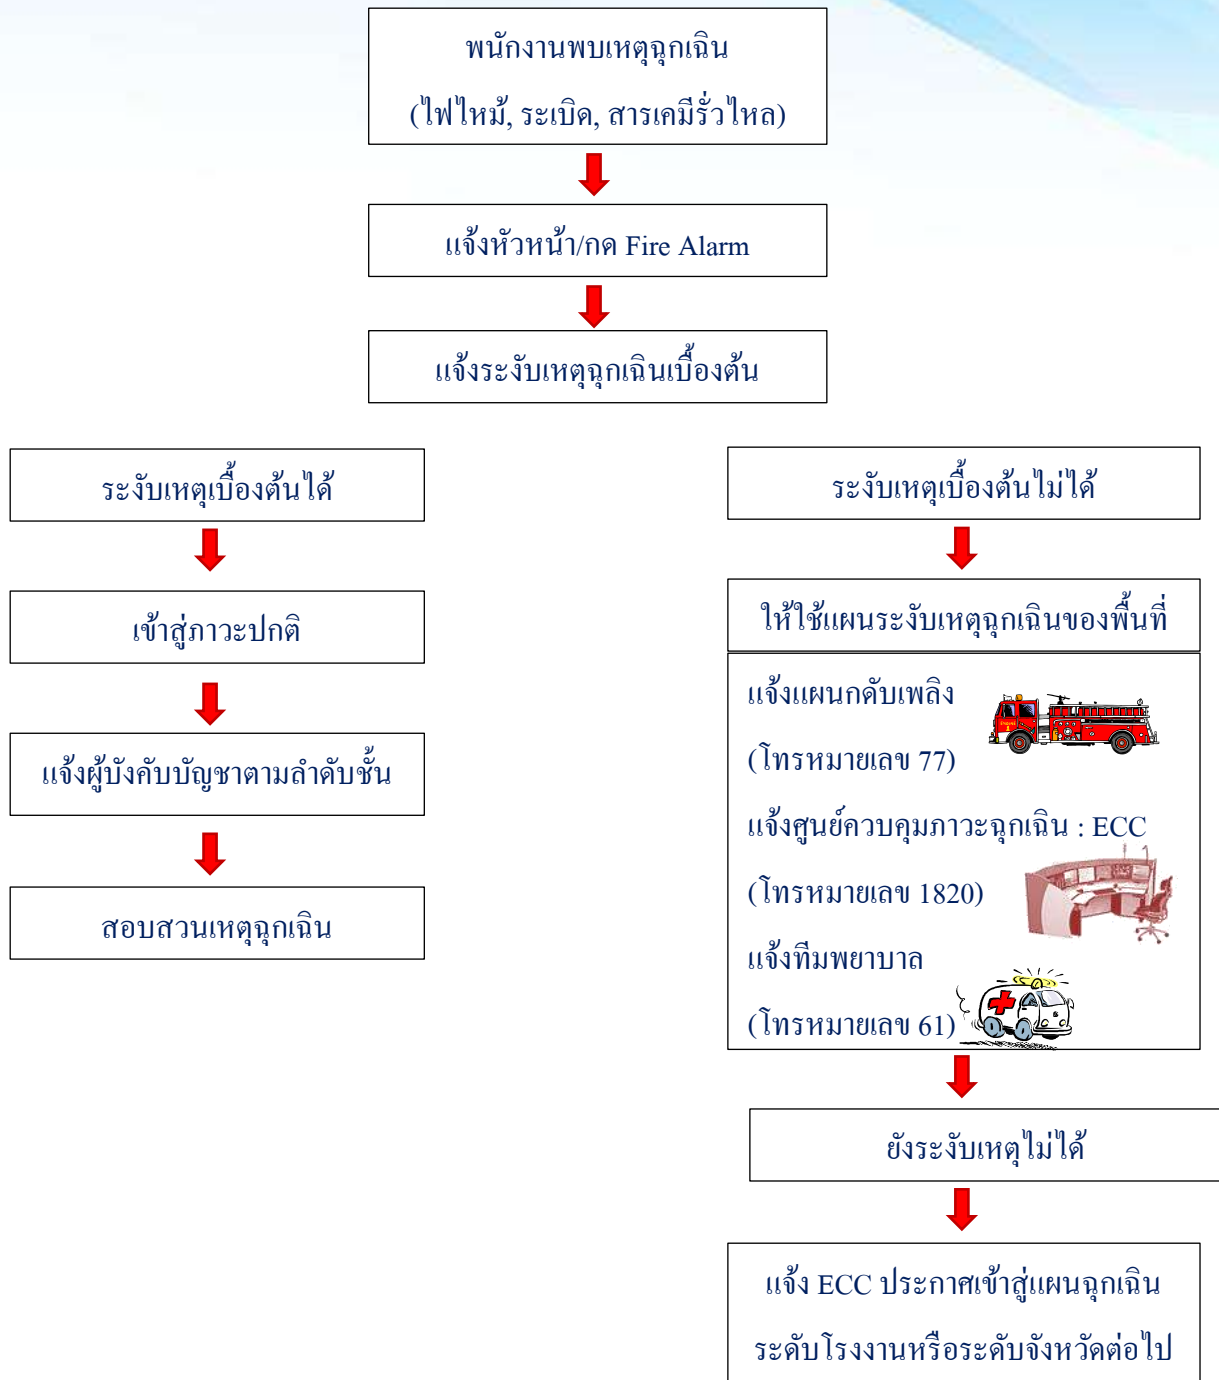 พนักงานพบเหตุฉุกเฉิน
(ไฟไหม้, ระเบิด, สารเคมีรั่วไหล)
แจ้งหัวหน้า/กด Fire Alarm
แจ้งระงับเหตุฉุกเฉินเบื้องต้น
ระงับเหตุเบื้องต้นได้
เข้าสู่ภาวะปกติ
แจ้งผู้บังคับบัญชาตามลำดับชั้น
สอบสวนเหตุฉุกเฉิน
ระงับเหตุเบื้องต้นไม่ได้
ให้ใช้แผนระงับเหตุฉุกเฉินของพื้นที่
แจ้งแผนกดับเพลิง
(โทรหมายเลข 77)
แจ้งศูนย์ควบคุมภาวะฉุกเฉิน : ECC
(โทรหมายเลข 1820)
แจ้งทีมพยาบาล
(โทรหมายเลข 61)
ยังระงับเหตุไม่ได้
แจ้ง ECC ประกาศเข้าสู่แผนฉุกเฉิน
ระดับโรงงานหรือระดับจังหวัดต่อไป